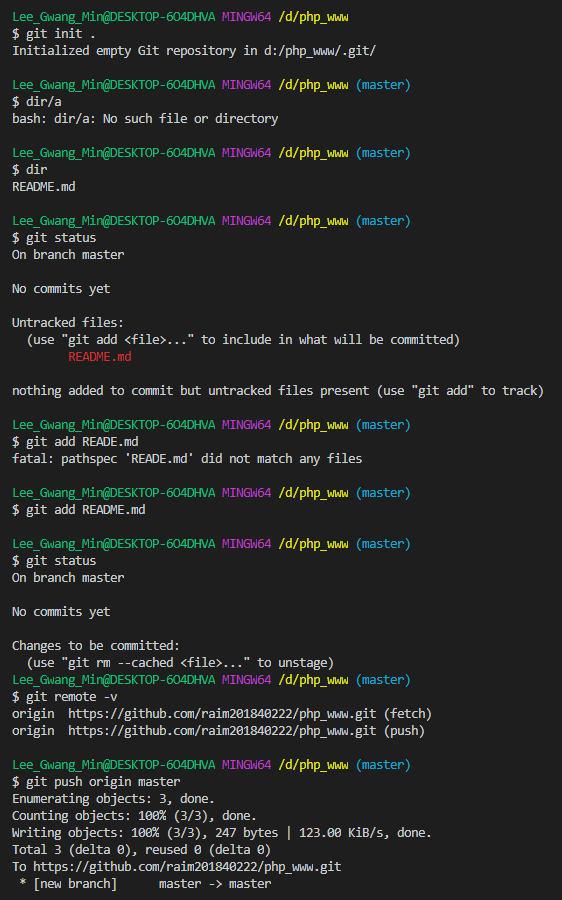 Lee_Gwang_Min@DESKTOP-6O4DHVA MINGW64 /d/php_www
$ git init .
Initialized empty Git repository in d:/php_www/.git/
Lee_Gwang_Min@DESKTOP-6O4DHVA MINGW64 /d/php_www (master)
$ dir/a
bash: dir/a: No such file or directory
Lee_Gwang_Min@DESKTOP-6O4DHVA MINGW64 /d/php_www (master)
$ dir
README.md
Lee_Gwang_Min@DESKTOP-6O4DHVA MINGW64 /d/php_www (master)
$ git status
On branch master
No commits yet
Untracked files:
  (use "git add <file>..." to include in what will be committed)
        README.md
nothing added to commit but untracked files present (use "git add" to track)
Lee_Gwang_Min@DESKTOP-6O4DHVA MINGW64 /d/php_www (master)
$ git add READE.md
fatal: pathspec 'READE.md' did not match any files
Lee_Gwang_Min@DESKTOP-6O4DHVA MINGW64 /d/php_www (master)
$ git add README.md
Lee_Gwang_Min@DESKTOP-6O4DHVA MINGW64 /d/php_www (master)
$ git status
On branch master
No commits yet
Changes to be committed:
  (use "git rm --cached <file>..." to unstage)
Lee_Gwang_Min@DESKTOP-6O4DHVA MINGW64 /d/php_www (master)
$ git remote -v
origin  https://github.com/raim201840222/php_www.git (fetch)
origin  https://github.com/raim201840222/php_www.git (push)
Lee_Gwang_Min@DESKTOP-6O4DHVA MINGW64 /d/php_www (master)
$ git push origin master
Enumerating objects: 3, done.
Counting objects: 100% (3/3), done.
Writing objects: 100% (3/3), 247 bytes | 123.00 KiB/s, done.
Total 3 (delta 0), reused 0 (delta 0)
To https://github.com/raim201840222/php_www.git
 * [new branch]      master -> master